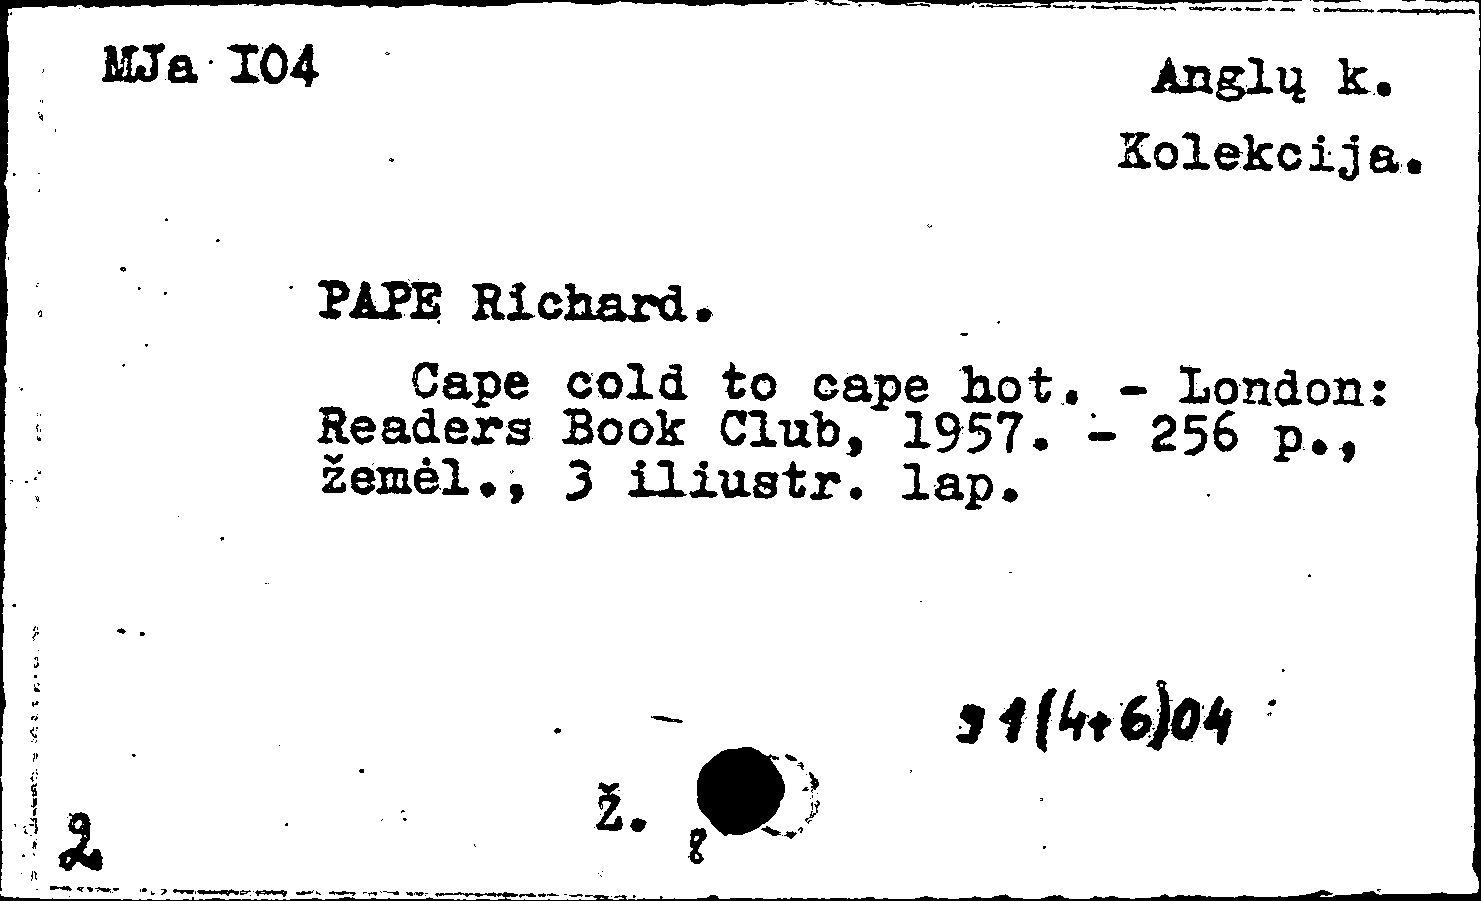 MJa I04
Anglų k.
Kolekcija.
PAPE Richard.
Cape cold to cape hot. - London:
Readers Book Club, 1957. - 256 p.,
žemėl., 3 iliustr. lap.
91(4+6)04
ž.
8
2